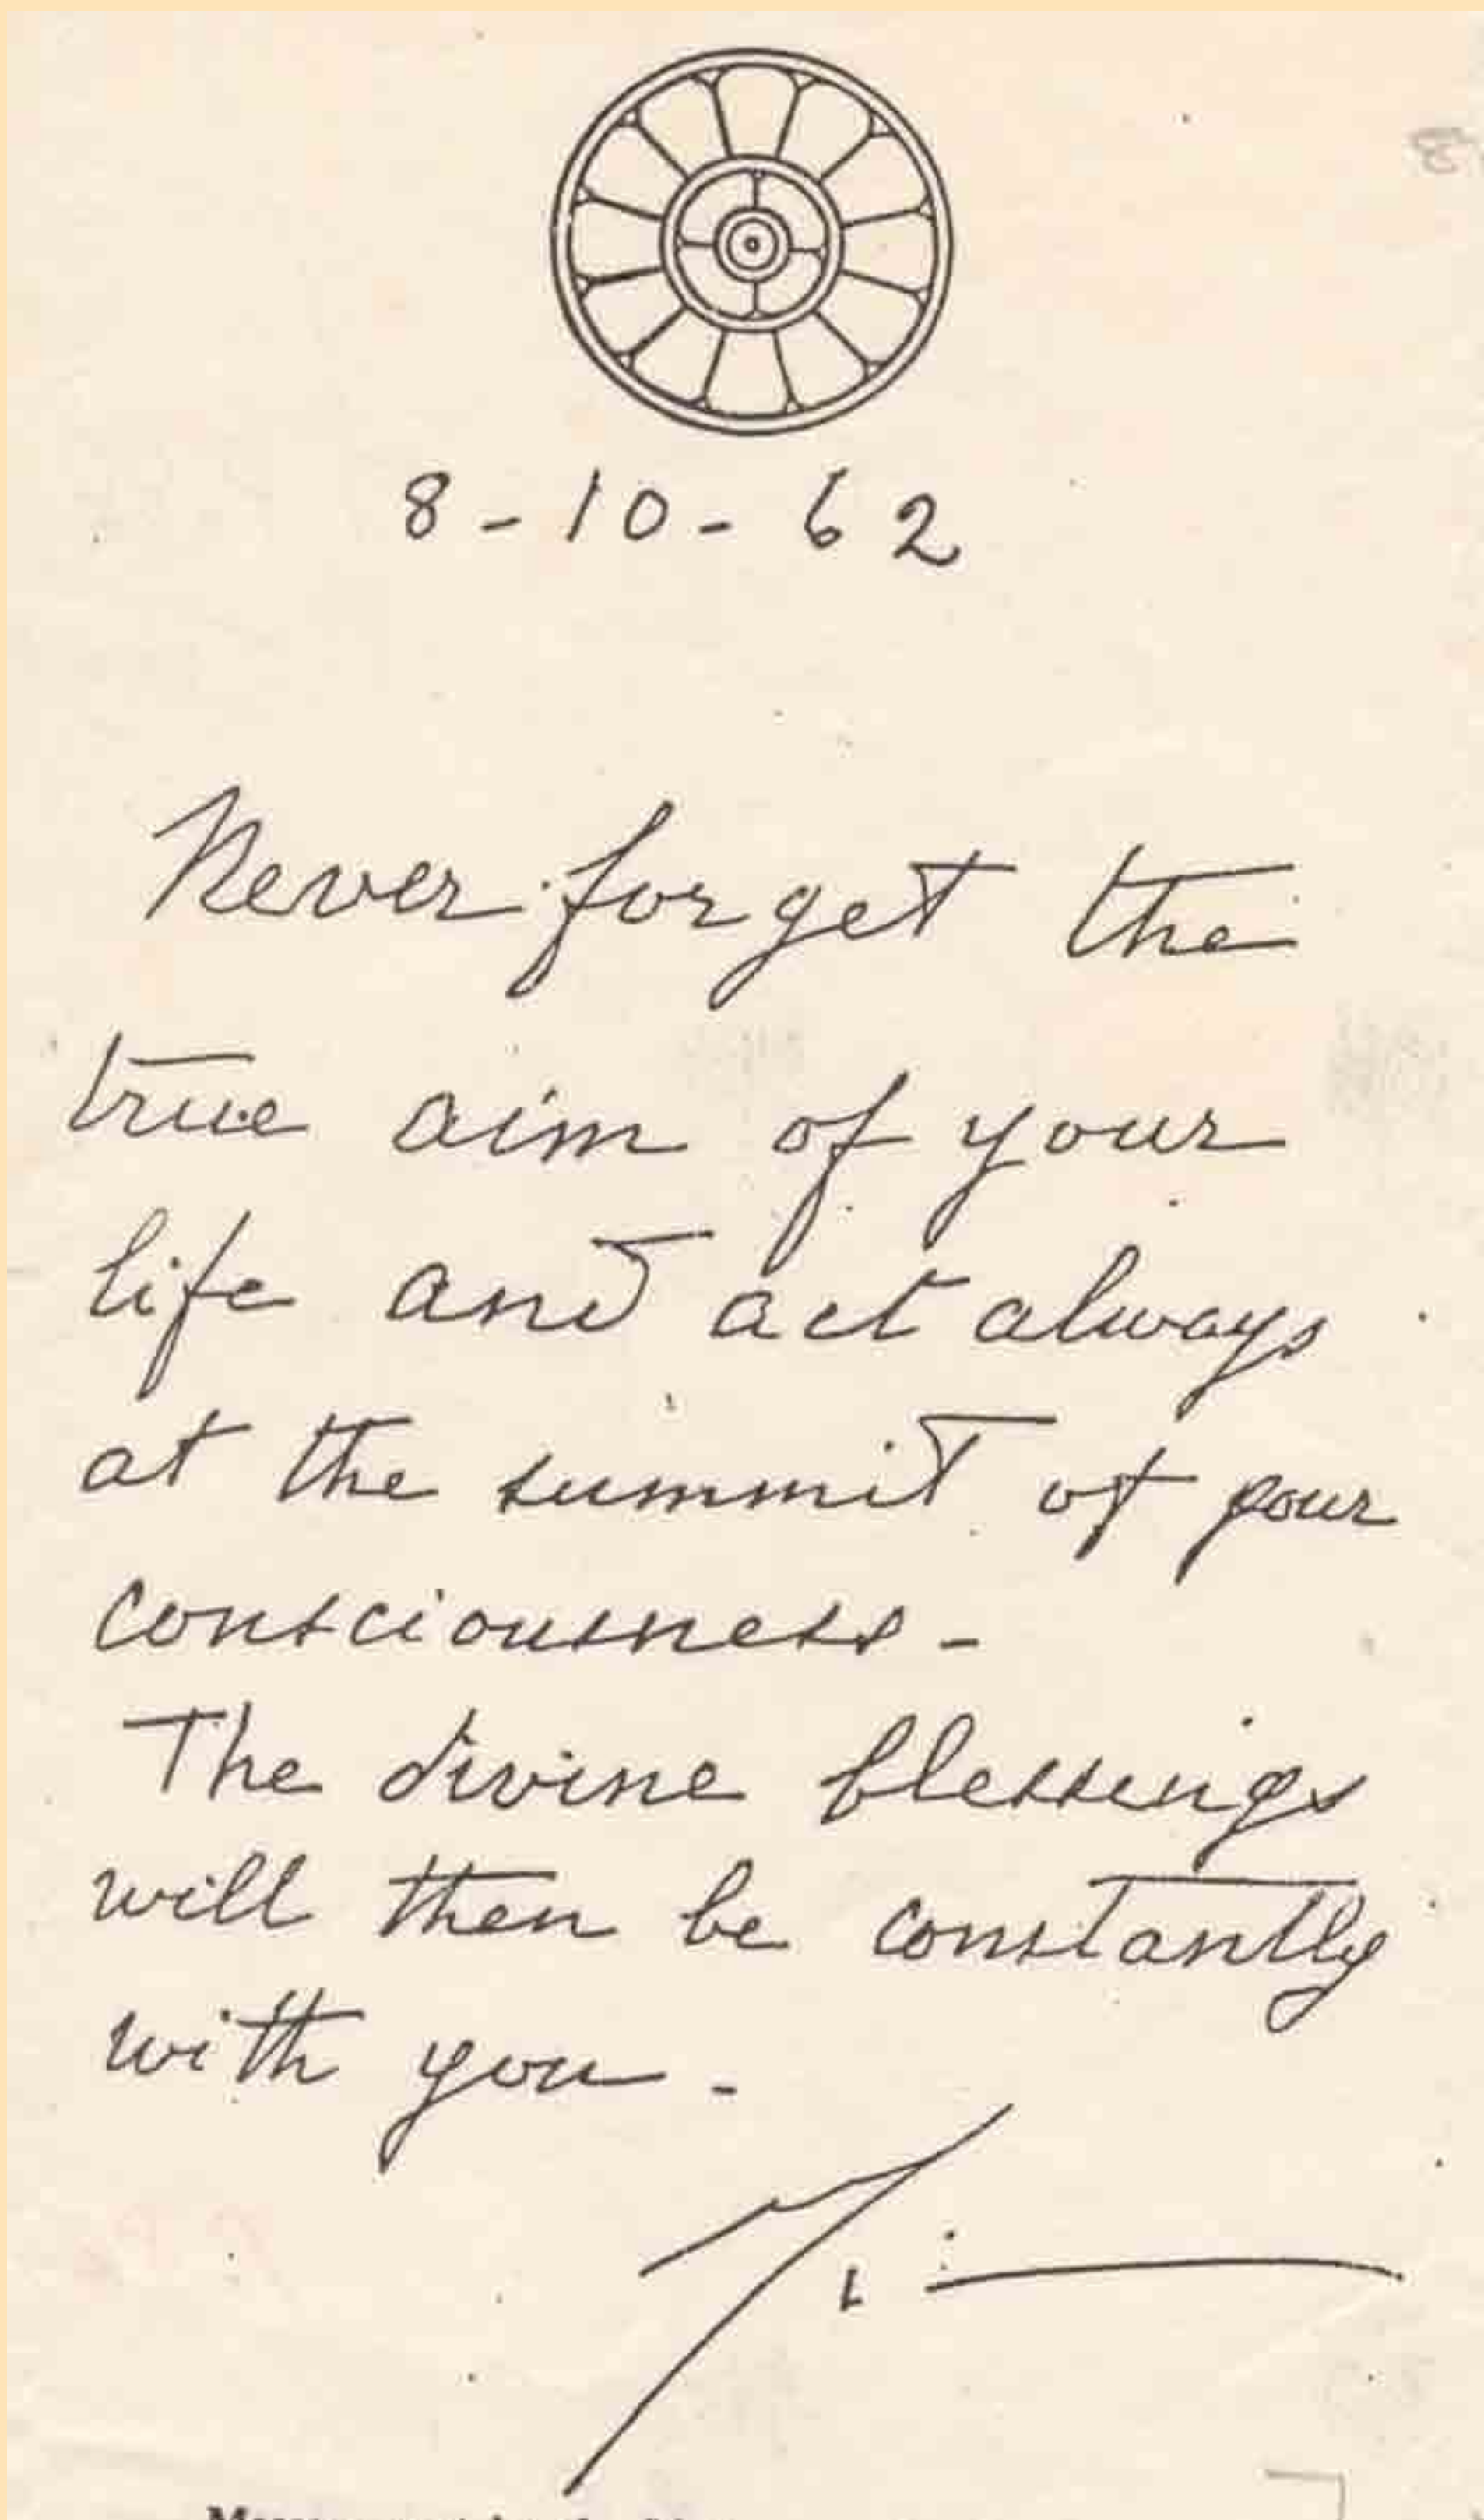 8-10-62
Never forget the
true aim of your
life and act always
at the summit of your
consciousness-
The divine blessings
will then be constantly
with you-